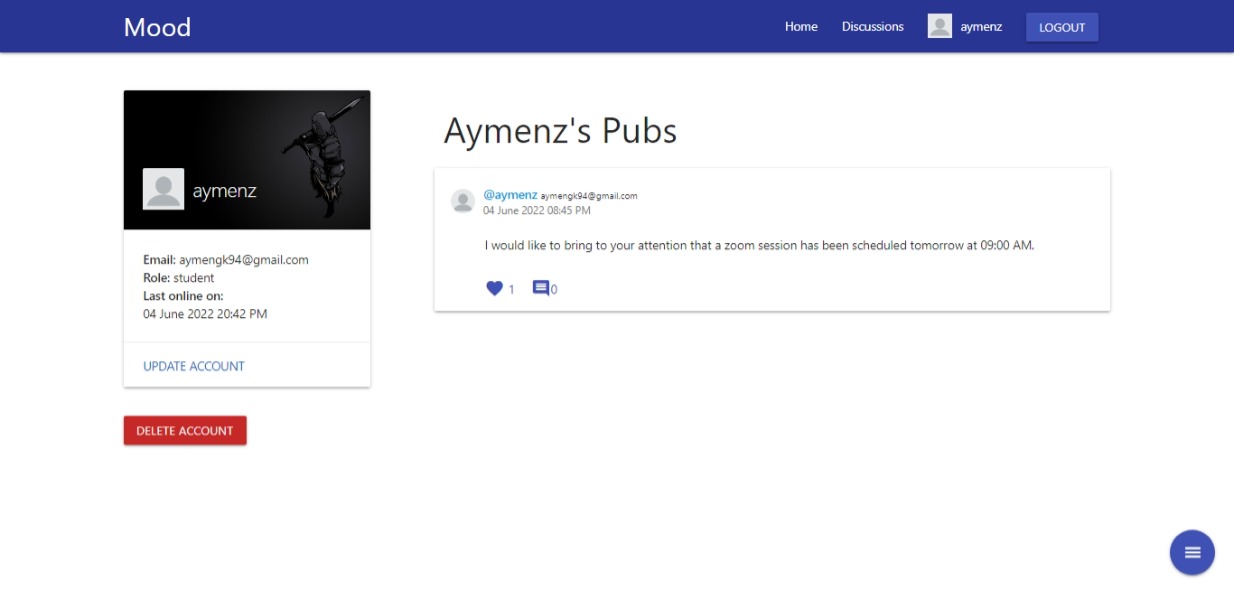 Mood
Home
Discussions
aymenz
LOGOUT
aymenz
Email: aymengk94@gmail.com
Role: student
Last online on:
04 June 2022 20:42 PM
UPDATE ACCOUNT
DELETE ACCOUNT
Aymenz's Pubs
@aymenz aymengk94@gmail.com
04 June 2022 08:45 PM
I would like to bring to your attention that a zoom session has been scheduled tomorrow at 09:00 AM.
1
0